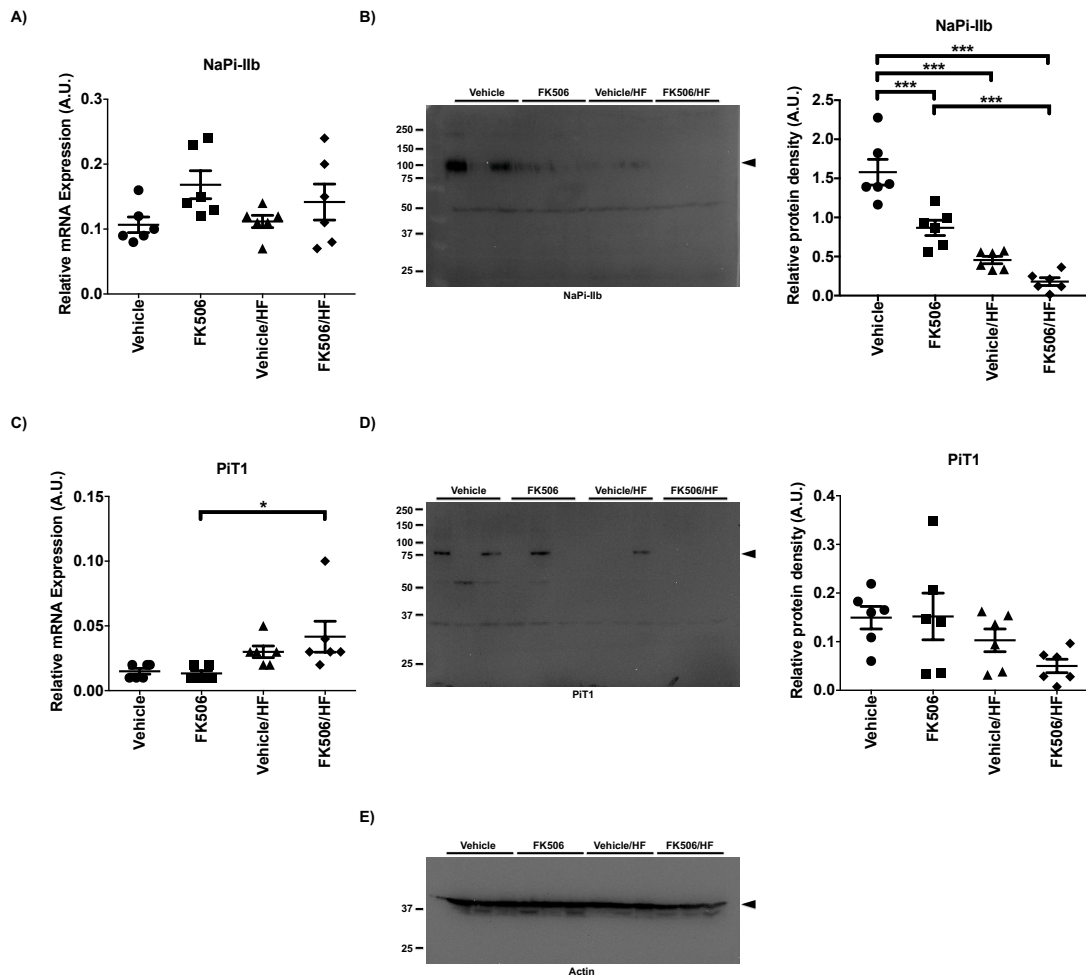 A)
NaPi-IIb
Relative mRNA Expression (A.U.)
0.3
0.2
0.1
0.0
Vehicle
FK506
Vehicle/HF
FK506/HF
B)
Vehicle FK506 Vehicle/HF FK506/HF
250
150
100
75
50
37
25
NaPi-IIb
NaPi-IIb
***
***
***
***
Relative protein density (A.U.)
2.5
2.0
1.5
1.0
0.5
0.0
Vehicle
FK506
Vehicle/HF
FK506/HF
C)
PiT1
Relative mRNA Expression (A.U.)
0.15
0.10
0.05
0.00
*
Vehicle
FK506
Vehicle/HF
FK506/HF
D)
Vehicle FK506 Vehicle/HF FK506/HF
250
150
100
75
50
37
25
PiT1
PiT1
Relative protein density (A.U.)
0.4
0.3
0.2
0.1
0.0
Vehicle
FK506
Vehicle/HF
FK506/HF
E)
Vehicle FK506 Vehicle/HF FK506/HF
37
25
Actin